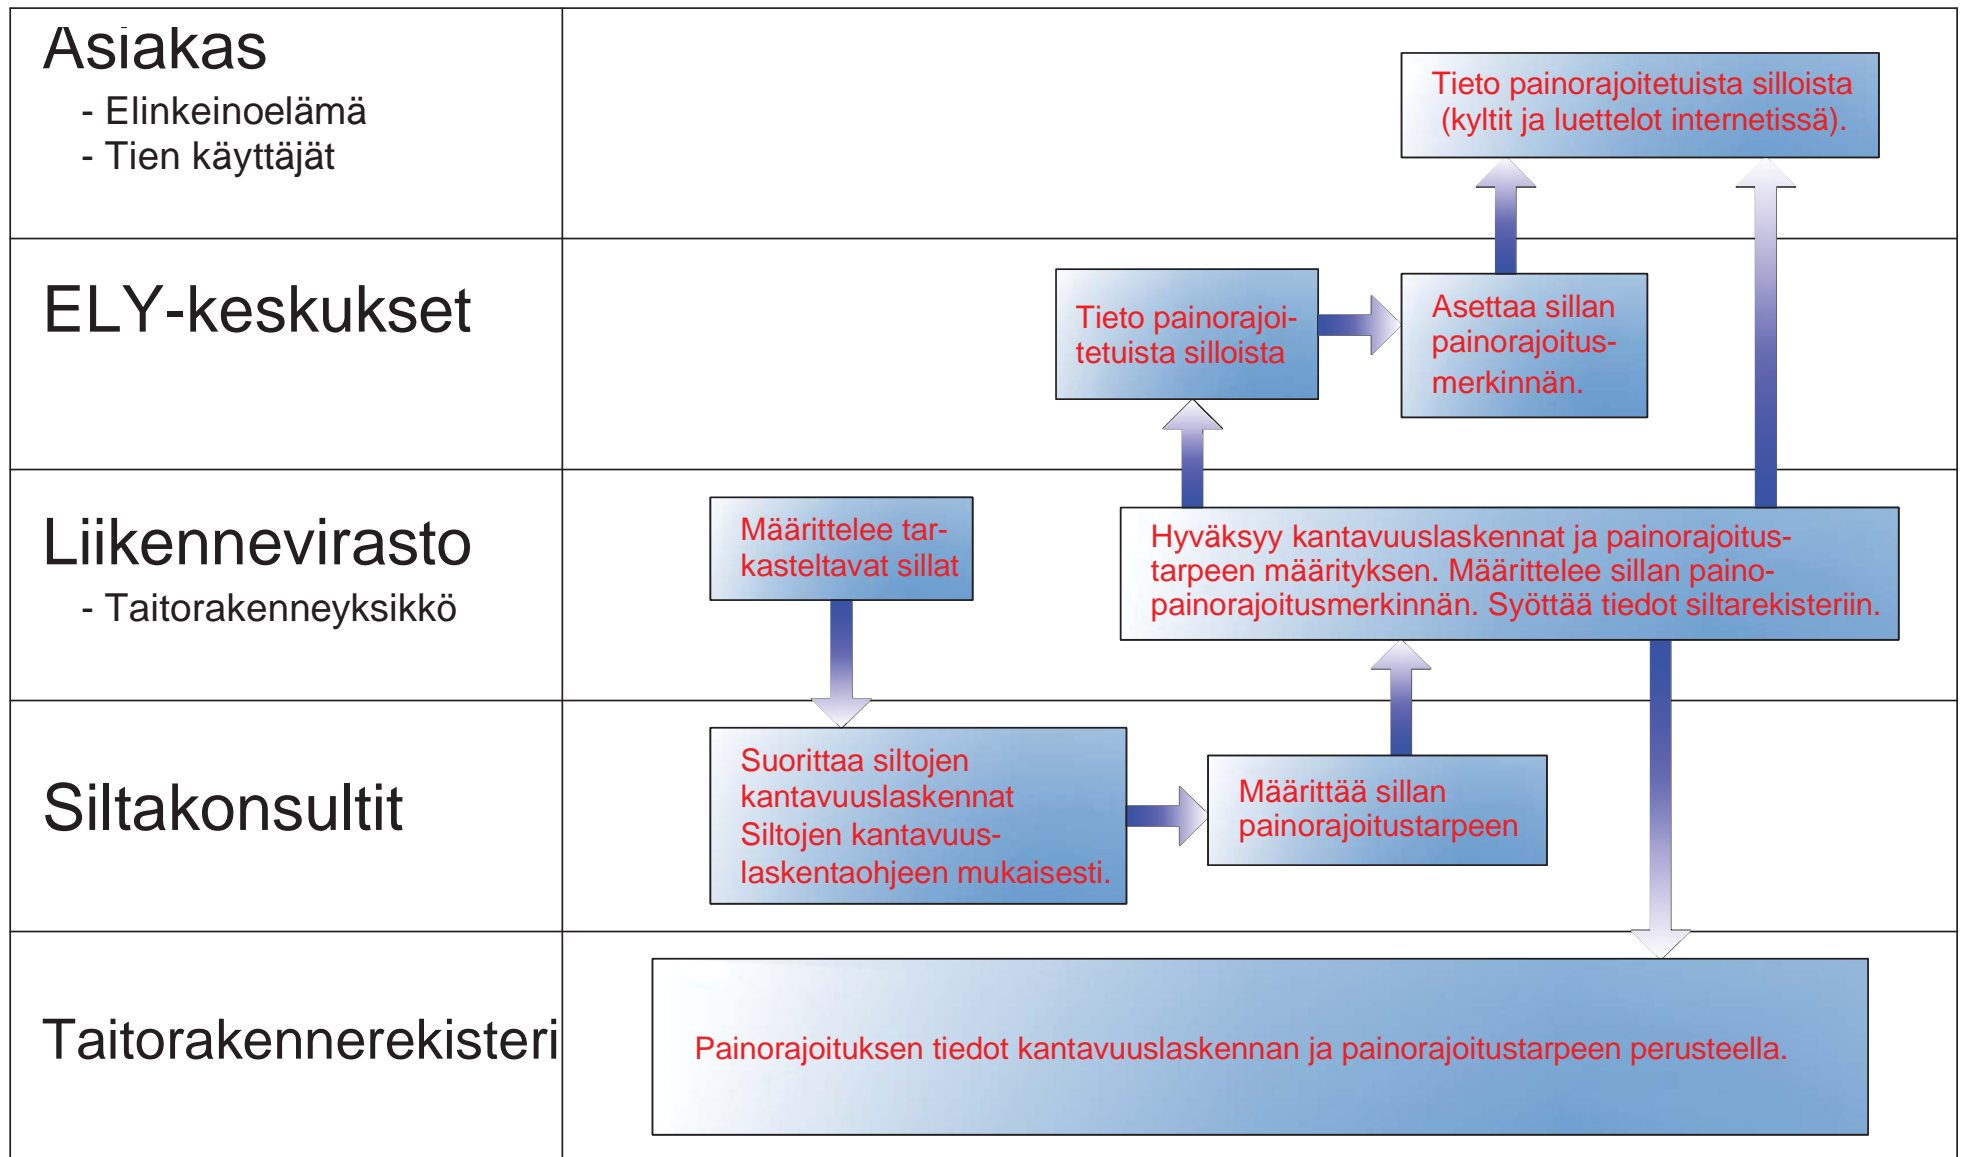 Asiakas
- Elinkeinoelämä
- Tien käyttäjät
Tieto painorajoitetuista silloista
(kyltit ja luettelot internetissä).
ELY-keskukset
Tieto painorajoi-
tetuista silloista
Asettaa sillan
painorajoitus-
merkinnän.
Liikennevirasto
- Taitorakenneyksikkö
Määrittelee tar-
kasteltavat sillat
Hyväksyy kantavuuslaskennat ja painorajoitus-
tarpeen määrityksen. Määrittelee sillan paino-
painorajoitusmerkinnän. Syöttää tiedot siltarekisteriin.
Siltakonsultit
Suorittaa siltojen
kantavuuslaskennat
Siltojen kantavuus-
laskentaohjeen mukaisesti.
Määrittää sillan
painorajoitustarpeen
Taitorakennerekisteri
Painorajoituksen tiedot kantavuuslaskennan ja painorajoitustarpeen perusteella.